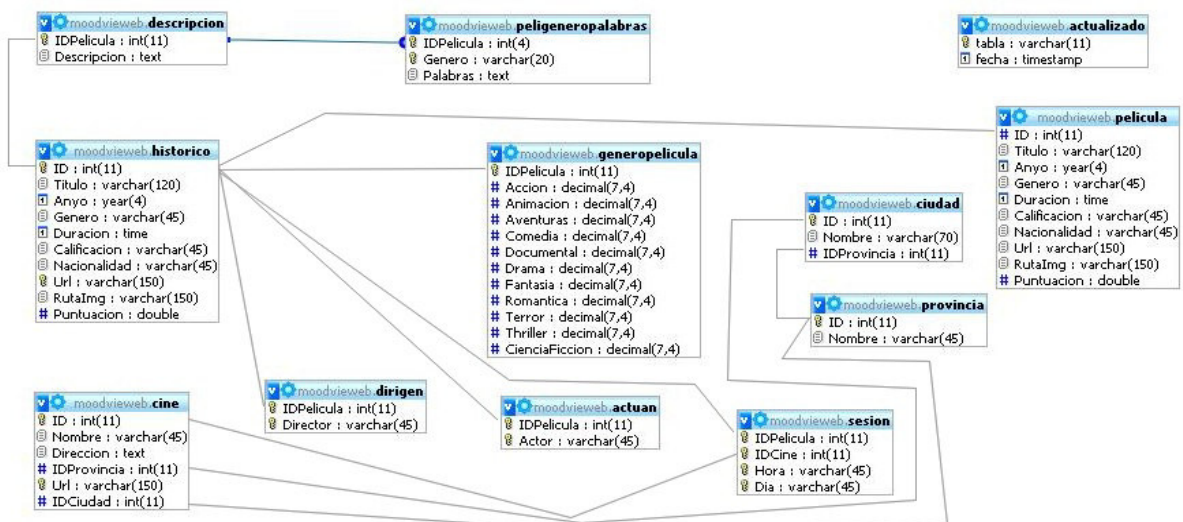 moodvieweb.descripcion
IDPelicula : int(11)
Descripcion : text
moodvieweb.peligeneropalabras
IDPelicula : int(4)
Genero : varchar(20)
Palabras : text
moodvieweb.actualizado
tabla : varchar(11)
fecha : timestamp
moodvieweb.historico
ID : int(11)
Titulo : varchar(120)
Anyo : year(4)
Genero : varchar(45)
Duracion : time
Calificacion : varchar(45)
Nacionalidad : varchar(45)
Url : varchar(150)
RutaImg : varchar(150)
# Puntuacion : double
moodvieweb.generopelicula
IDPelicula : int(11)
# Accion : decimal(7,4)
# Animacion : decimal(7,4)
# Aventuras : decimal(7,4)
# Comedia : decimal(7,4)
# Documental : decimal(7,4)
# Drama : decimal(7,4)
# Fantasia : decimal(7,4)
# Romantica : decimal(7,4)
# Terror : decimal(7,4)
# Thriller : decimal(7,4)
# CienciaFiccion : decimal(7,4)
moodvieweb.ciudad
ID : int(11)
Nombre : varchar(70)
# IDProvincia : int(11)
moodvieweb.pelicula
# ID : int(11)
Titulo : varchar(120)
Anyo : year(4)
Genero : varchar(45)
Duracion : time
Calificacion : varchar(45)
Nacionalidad : varchar(45)
Url : varchar(150)
RutaImg : varchar(150)
# Puntuacion : double
moodvieweb.provincia
ID : int(11)
Nombre : varchar(45)
moodvieweb.cine
ID : int(11)
Nombre : varchar(45)
Direccion : text
# IDProvincia : int(11)
Url : varchar(150)
# IDCiudad : int(11)
moodvieweb.dirigen
IDPelicula : int(11)
Director : varchar(45)
moodvieweb.actuan
IDPelicula : int(11)
Actor : varchar(45)
moodvieweb.sesion
IDPelicula : int(11)
IDCine : int(11)
Hora : varchar(45)
Dia : varchar(45)